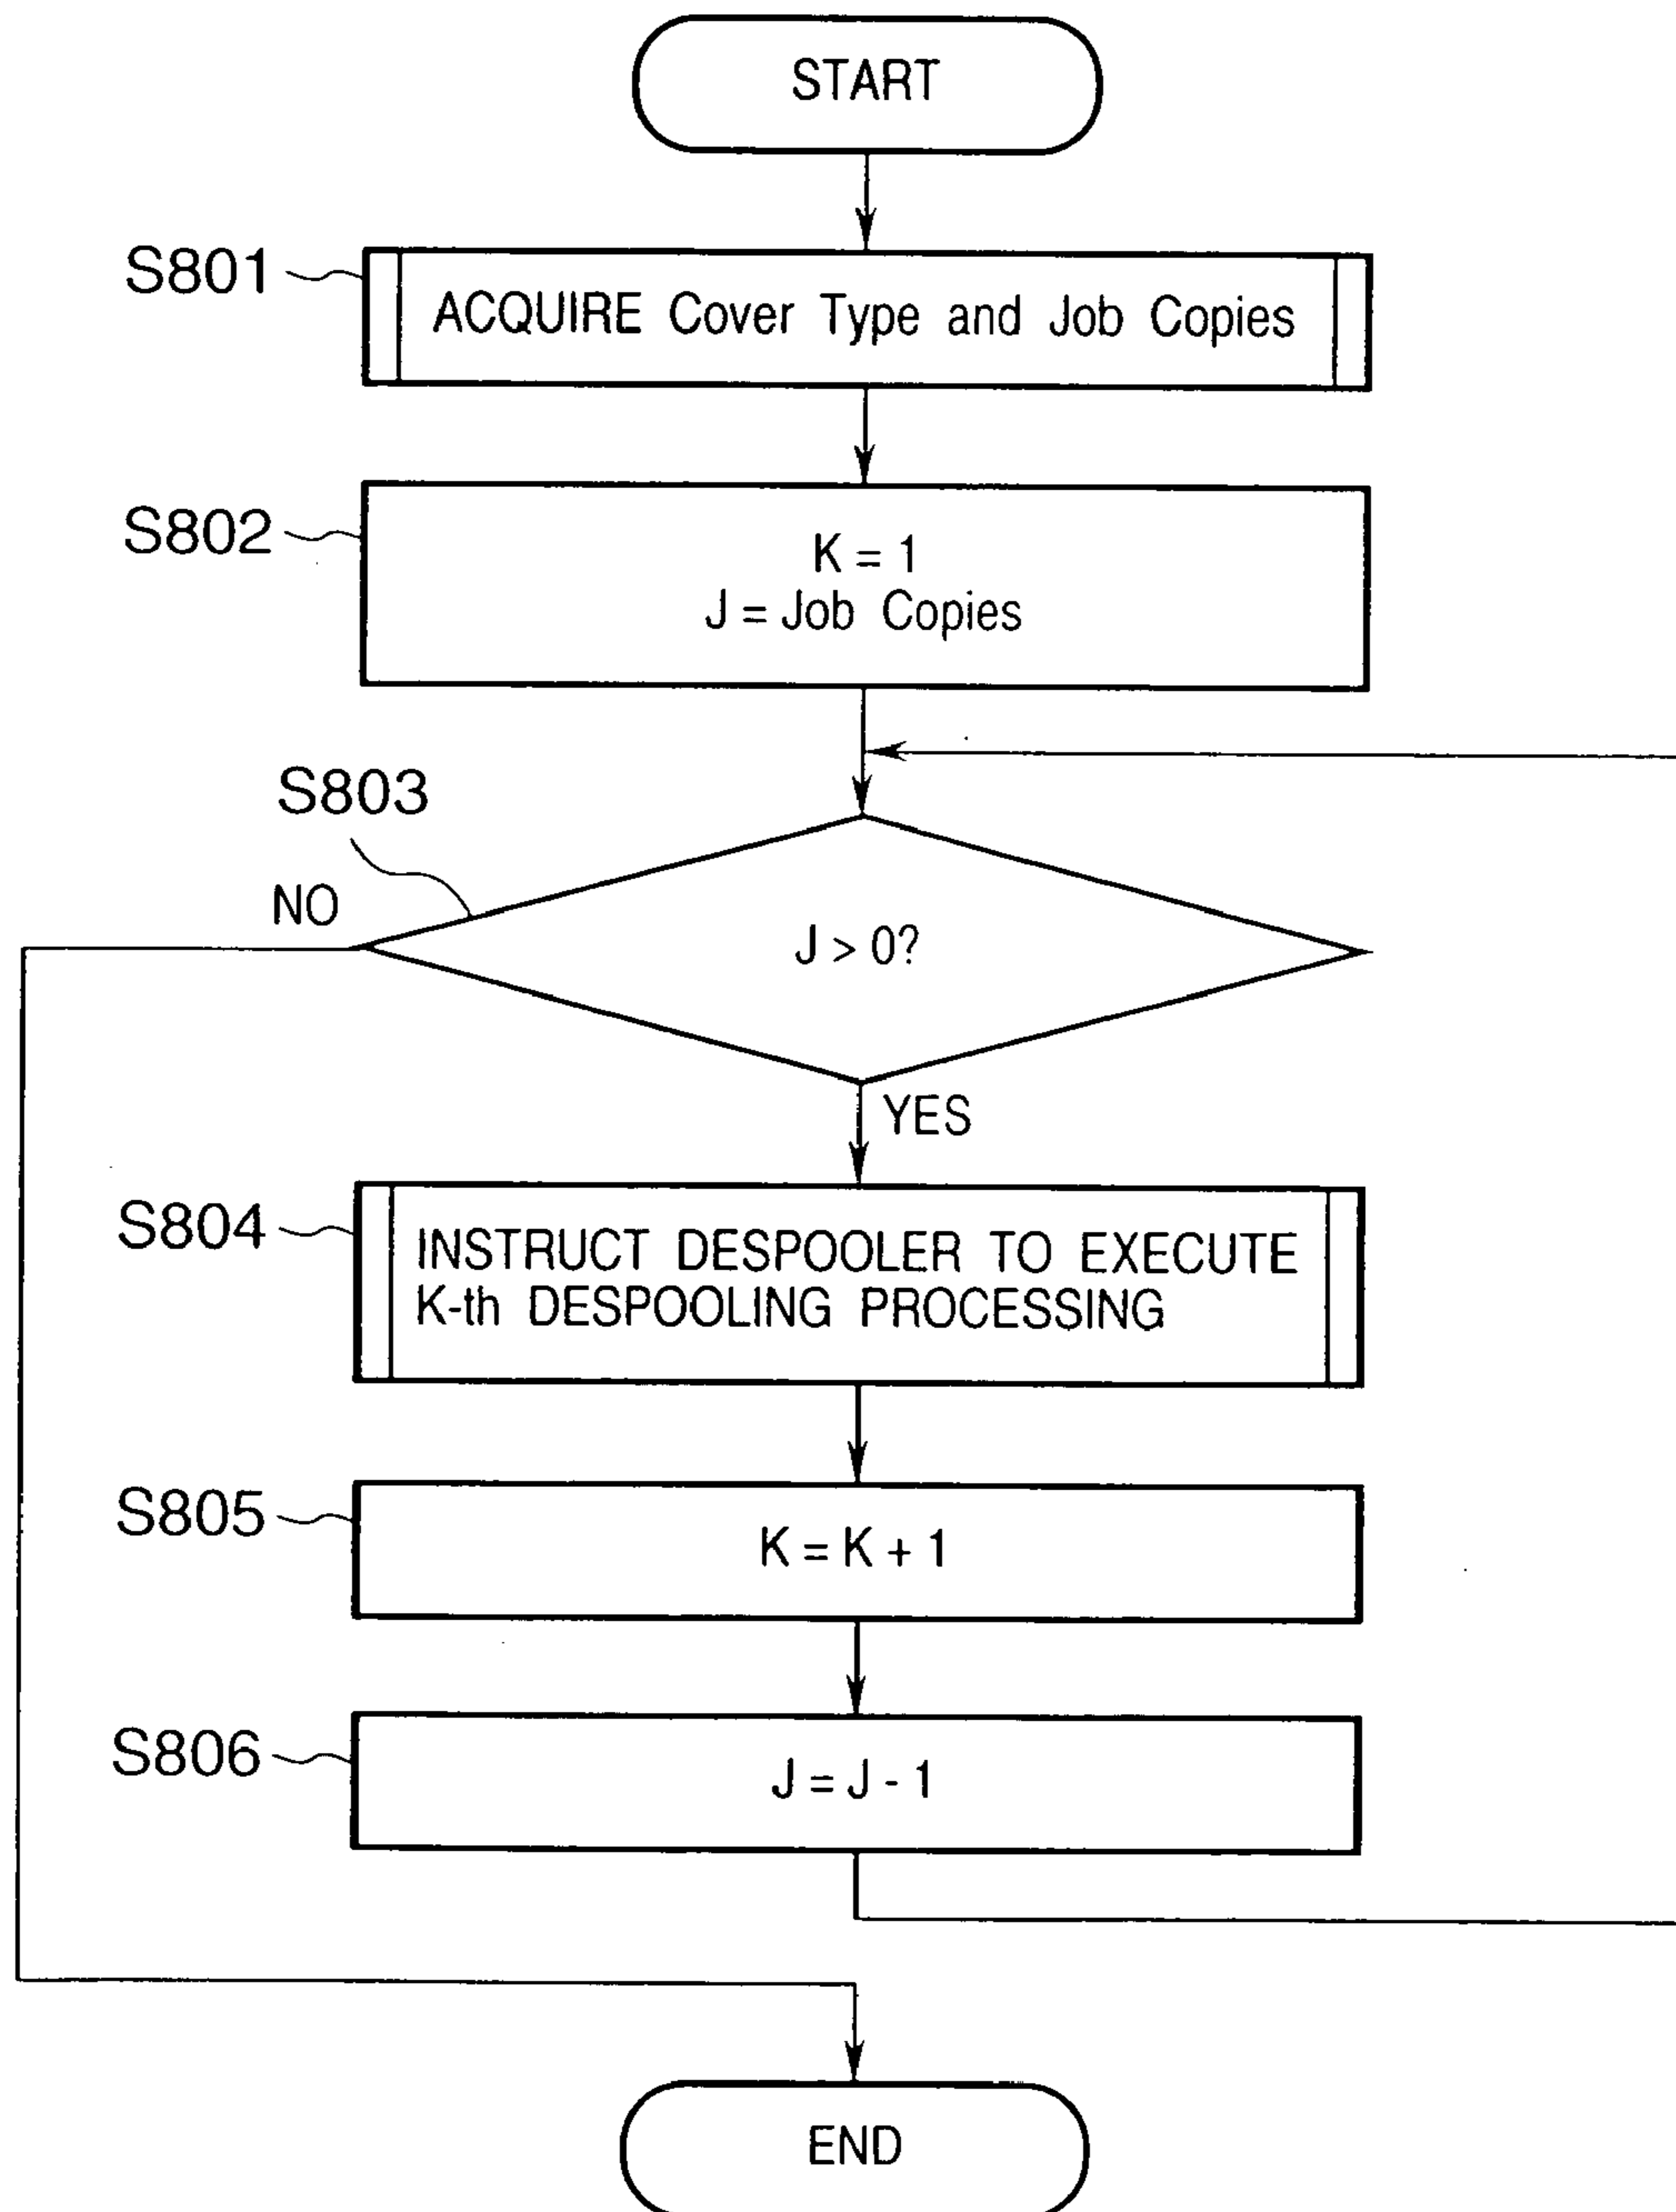 START
S801
ACQUIRE Cover Type and Job Copies
S802
K = 1
J = Job Copies
S803
NO
J > 0?
YES
S804
INSTRUCT DESPOOLER TO EXECUTE
K-th DESPOOLING PROCESSING
S805
K = K + 1
S806
J = J - 1
END